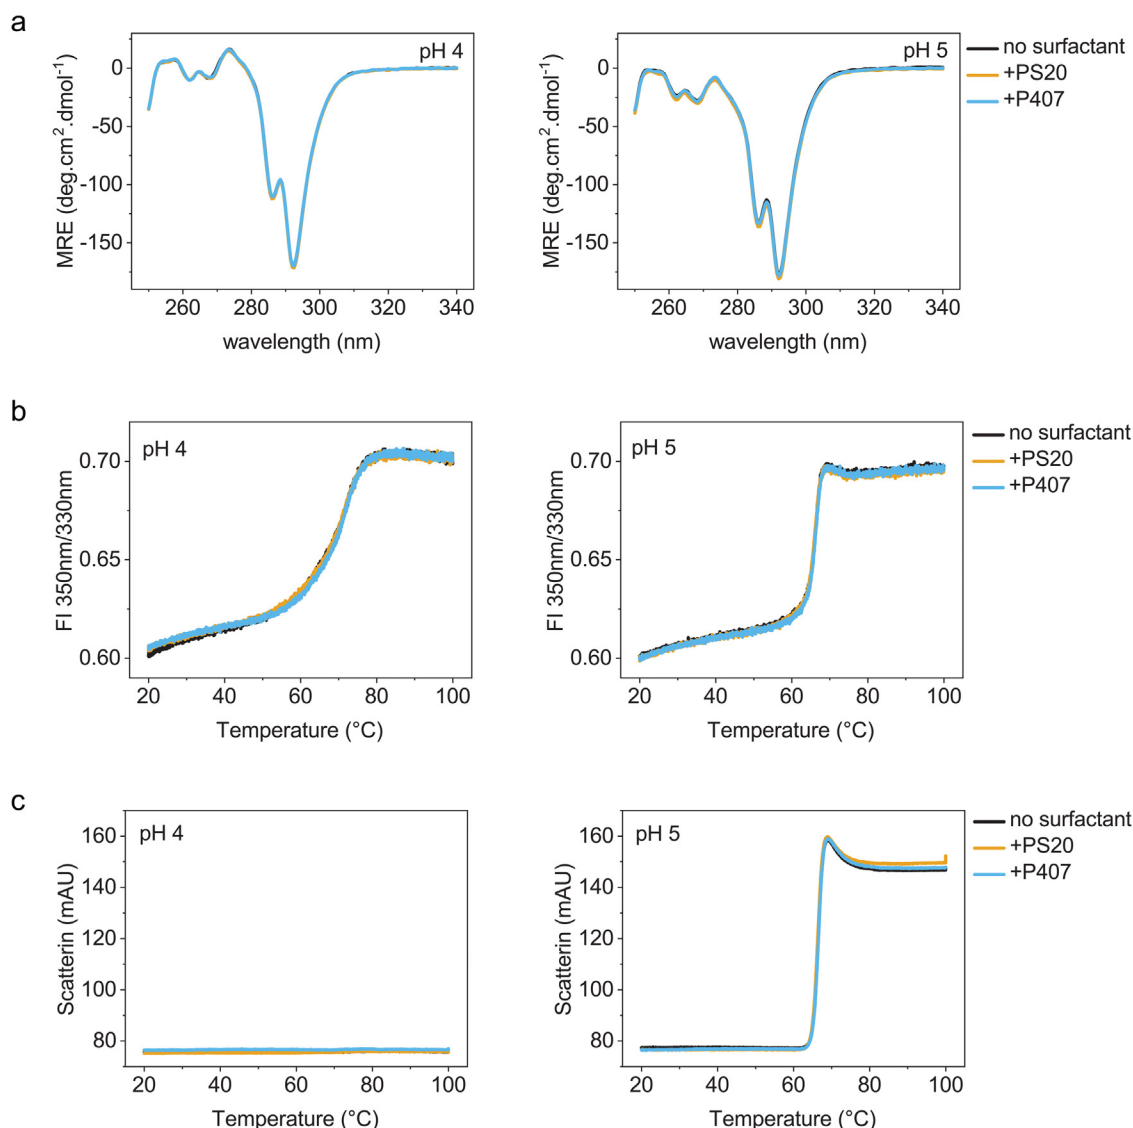 a
pH 4
0
-50
-100
-150
MRE (deg.cm².dmol⁻¹)
260 280 300 320 340
wavelength (nm)
pH 5
0
-50
-100
-150
MRE (deg.cm².dmol⁻¹)
260 280 300 320 340
wavelength (nm)
no surfactant
+PS20
+P407
b
pH 4
0.70
0.65
0.60
FI 350nm/330nm
20 40 60 80 100
Temperature (°C)
pH 5
0.70
0.65
0.60
FI 350nm/330nm
20 40 60 80 100
Temperature (°C)
no surfactant
+PS20
+P407
c
pH 4
160
140
120
100
80
Scatterin (mAU)
20 40 60 80 100
Temperature (°C)
pH 5
160
140
120
100
80
Scatterin (mAU)
20 40 60 80 100
Temperature (°C)
no surfactant
+PS20
+P407